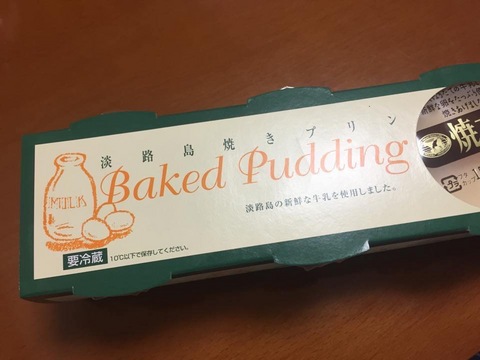 淡路島焼きプリン
MILK
Baked Pudding
淡路島の新鮮な牛乳を使用しました。
要冷蔵 10℃以下で保存してください。
焼
プラ